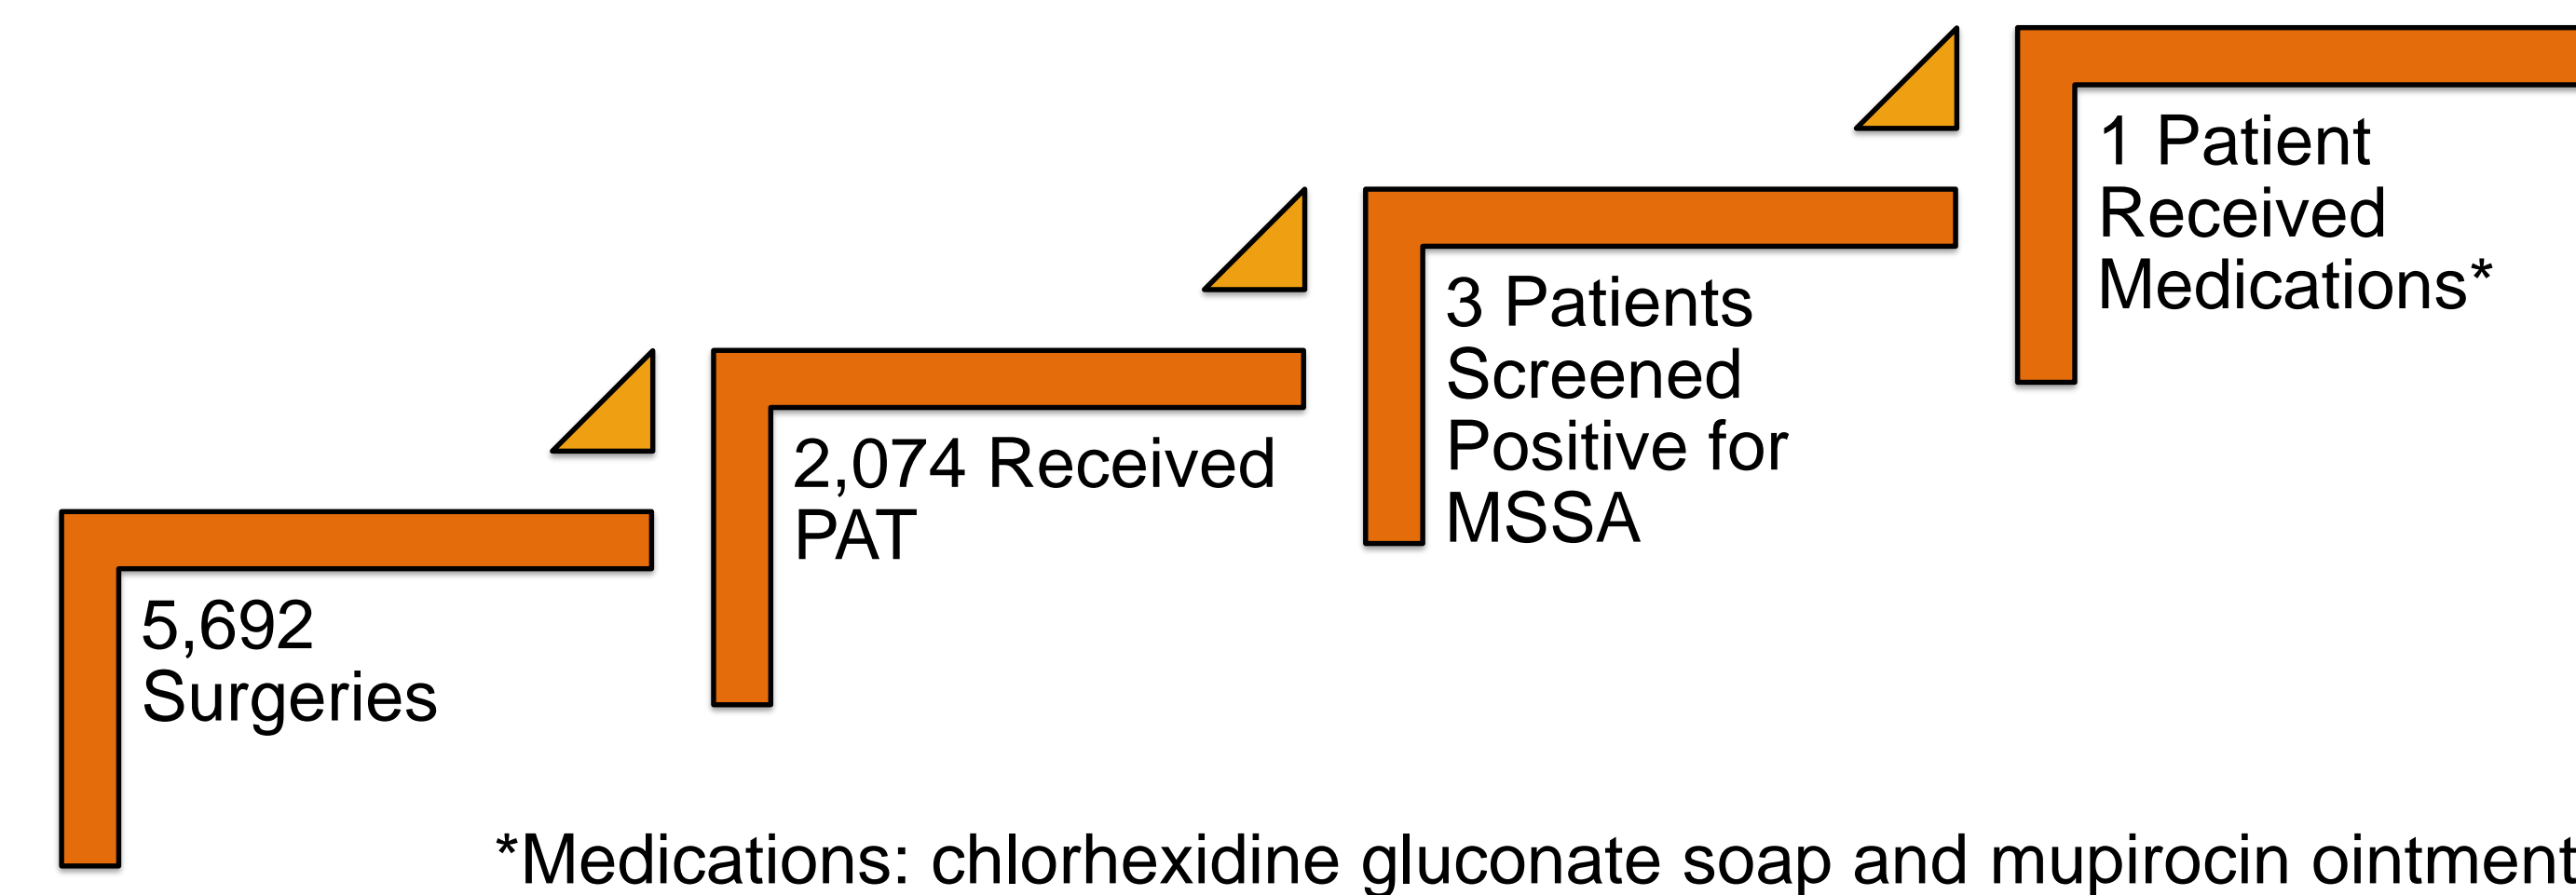 5,692
Surgeries
2,074 Received
PAT
3 Patients
Screened
Positive for
MSSA
1 Patient
Received
Medications*
*Medications: chlorhexidine gluconate soap and mupirocin ointment